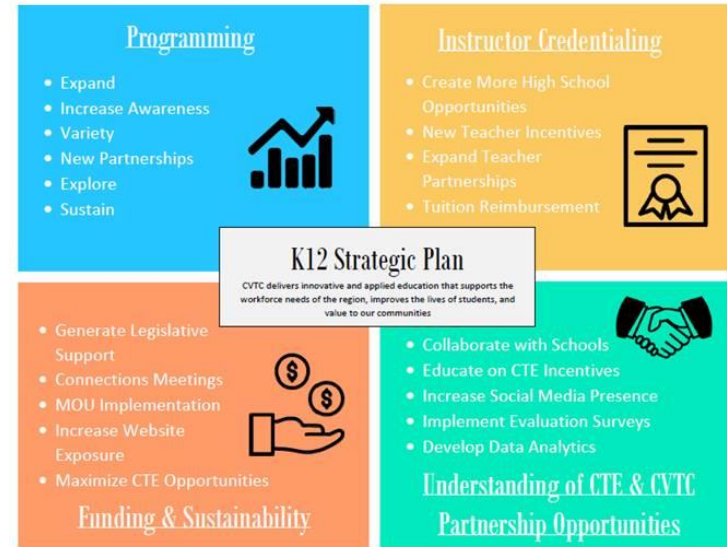 Programming
• Expand
• Increase Awareness
• Variety
• New Partnerships
• Explore
• Sustain
Instructor Credentialing
• Create More High School
Opportunities
• New Teacher Incentives
• Expand Teacher
Partnerships
• Tuition Reimbursement
K12 Strategic Plan
CVTC delivers innovative and applied education that supports the
workforce needs of the region, improves the lives of students, and
value to our communities
• Generate Legislative
Support
• Connections Meetings
• MOU Implementation
• Increase Website
Exposure
• Maximize CTE Opportunities
Funding & Sustainability
$
$
• Collaborate with Schools
• Educate on CTE Incentives
• Increase Social Media Presence
• Implement Evaluation Surveys
• Develop Data Analytics
Understanding of CTE & CVTC
Partnership Opportunities